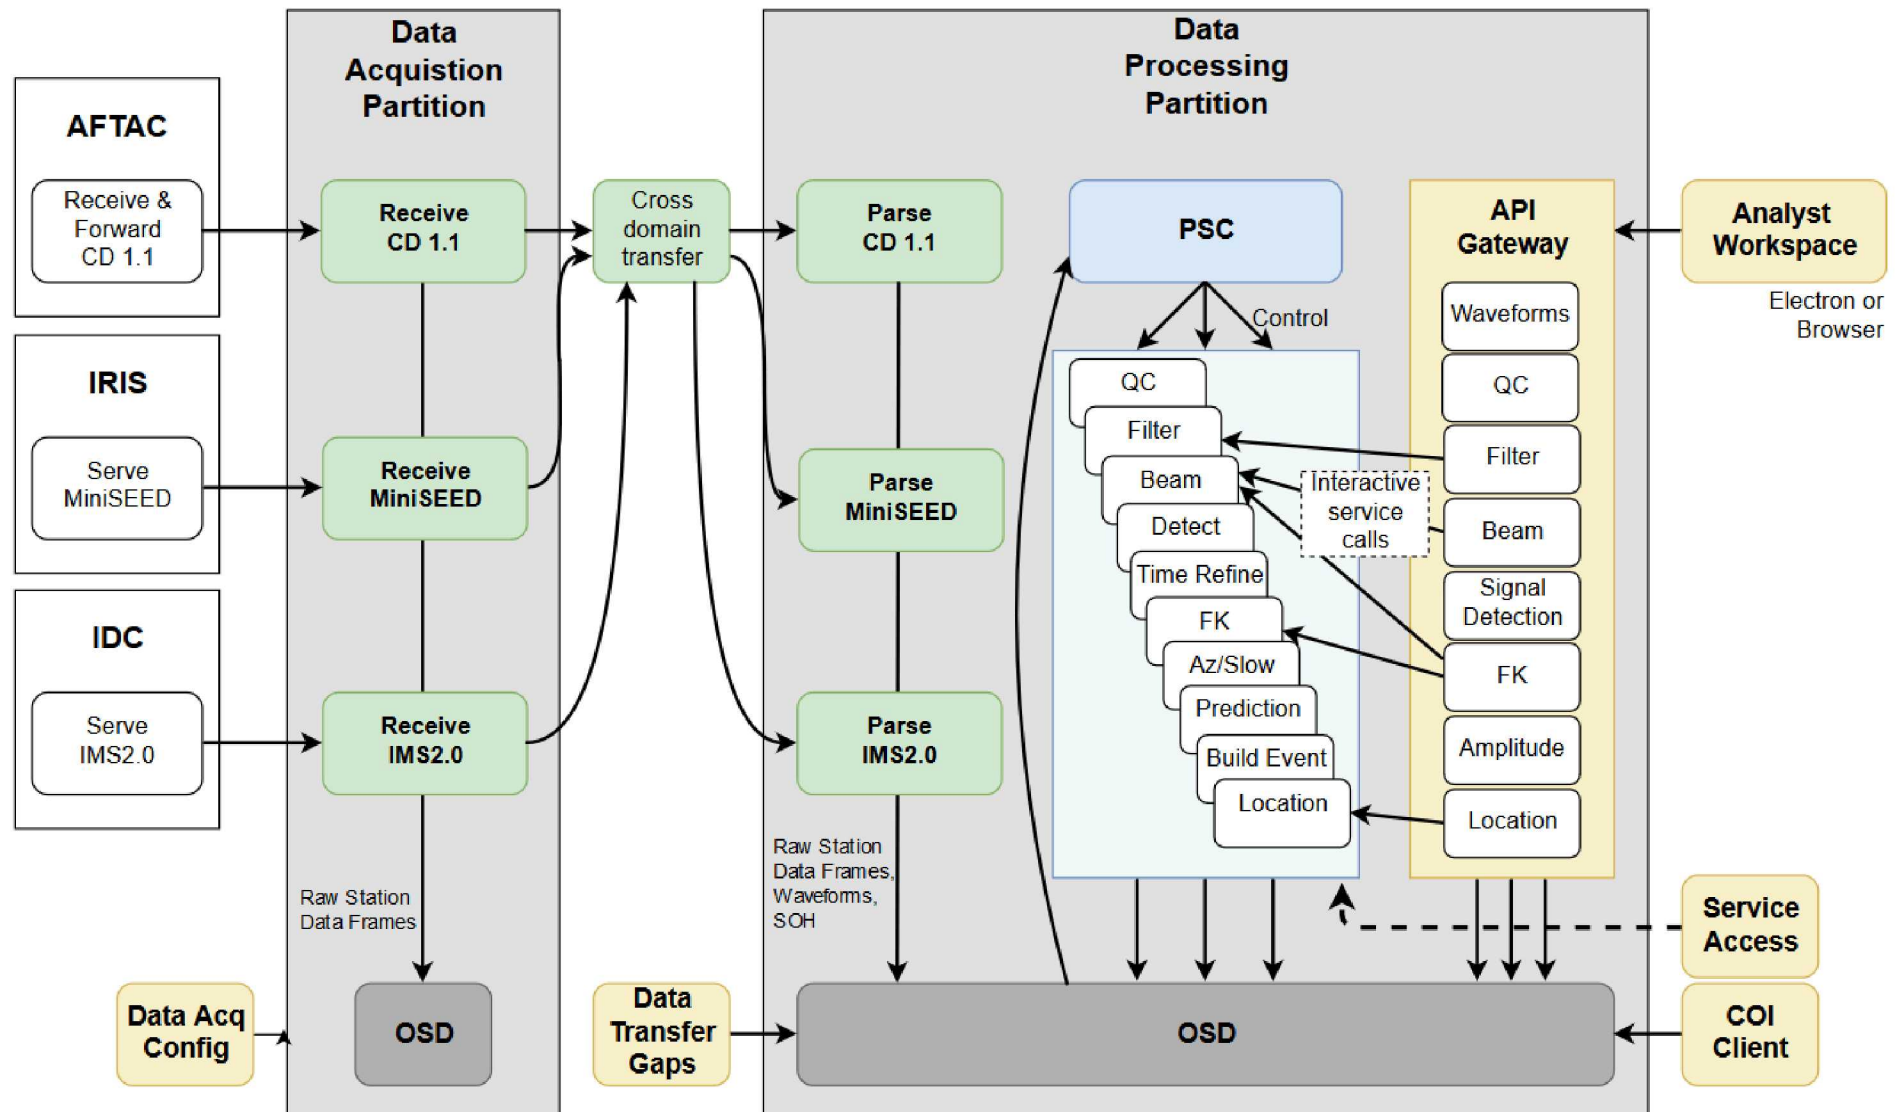 Data
Acquistion
Partition
Data
Processing
Partition
AFTAC
Receive &
Forward
CD 1.1
IRIS
Serve
MiniSEED
IDC
Serve
IMS2.0
Receive
CD 1.1
Receive
MiniSEED
Receive
IMS2.0
Raw Station
Data Frames
OSD
Data Acq
Config
Cross
domain
transfer
Data
Transfer
Gaps
Parse
CD 1.1
Parse
MiniSEED
Parse
IMS2.0
Raw Station
Data Frames,
Waveforms,
SOH
PSC
Control
QC
Filter
Beam
Detect
Time Refine
FK
Az/Slow
Prediction
Build Event
Location
Interactive
service
calls
API
Gateway
Waveforms
QC
Filter
Beam
Signal
Detection
FK
Amplitude
Location
OSD
Analyst
Workspace
Electron or
Browser
Service
Access
COI
Client